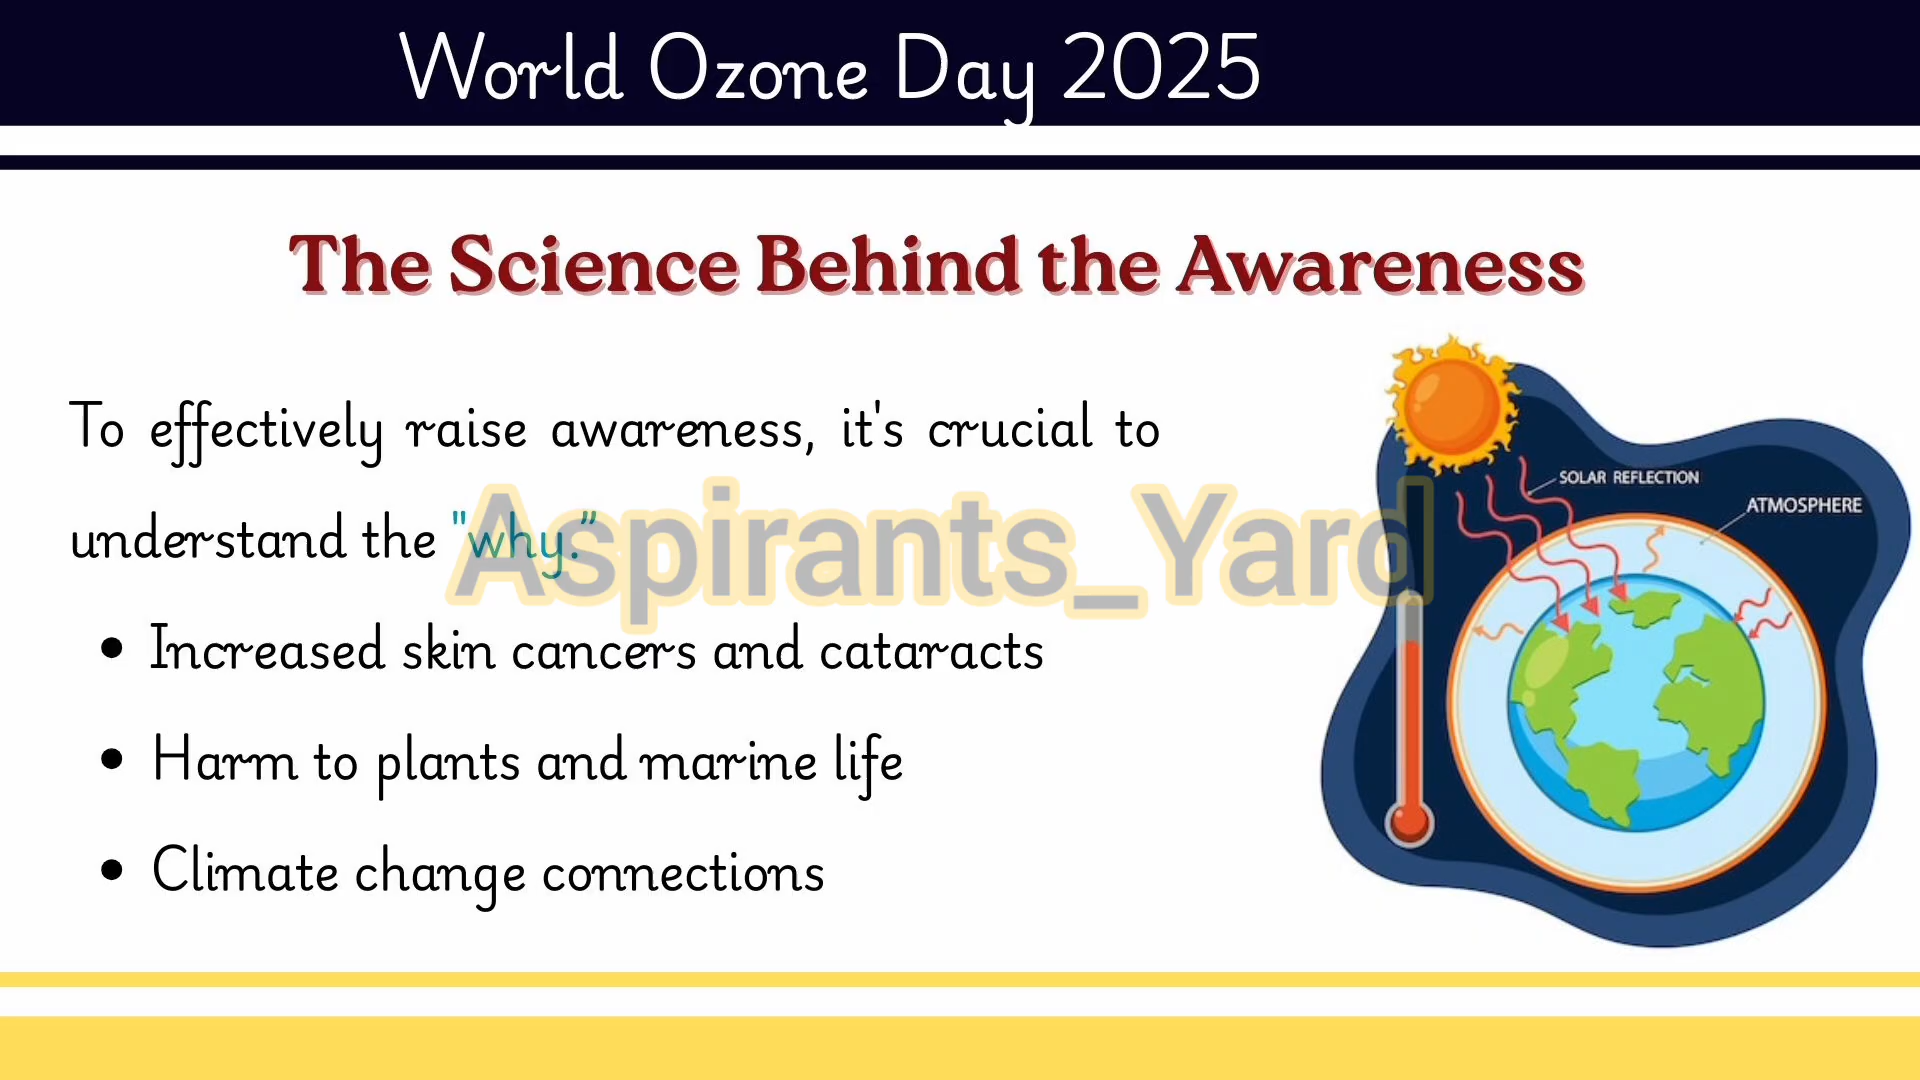 World Ozone Day 2025
The Science Behind the Awareness
To effectively raise awareness, it's crucial to
understand the "why.”
• Increased skin cancers and cataracts
• Harm to plants and marine life
• Climate change connections
SOLAR REFLECTION
ATMOSPHERE
Aspirants_Yard